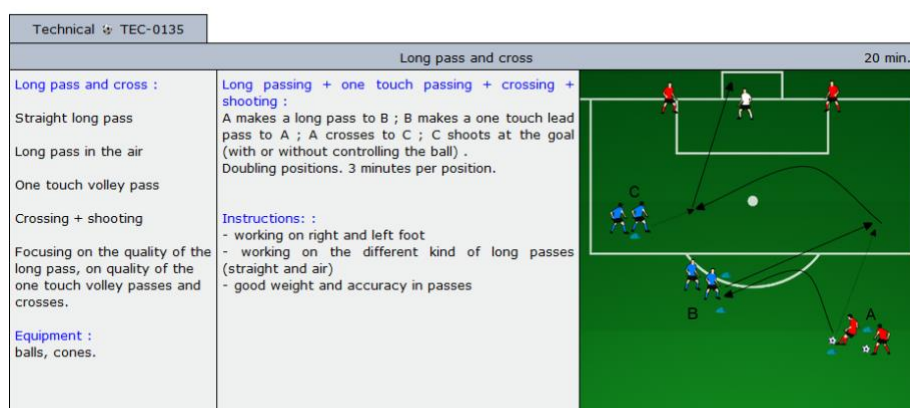 Technical TEC-0135
Long pass and cross
20 min.
Long pass and cross :
Straight long pass
Long pass in the air
One touch volley pass
Crossing + shooting
Focusing on the quality of the
long pass, on quality of the
one touch volley passes and
crosses.
Equipment :
balls, cones.
Long passing + one touch passing + crossing +
shooting :
A makes a long pass to B ; B makes a one touch lead
pass to A ; A crosses to C ; C shoots at the goal
(with or without controlling the ball) .
Doubling positions. 3 minutes per position.
Instructions: :
- working on right and left foot
- working on the different kind of long passes
(straight and air)
- good weight and accuracy in passes
C
B
A